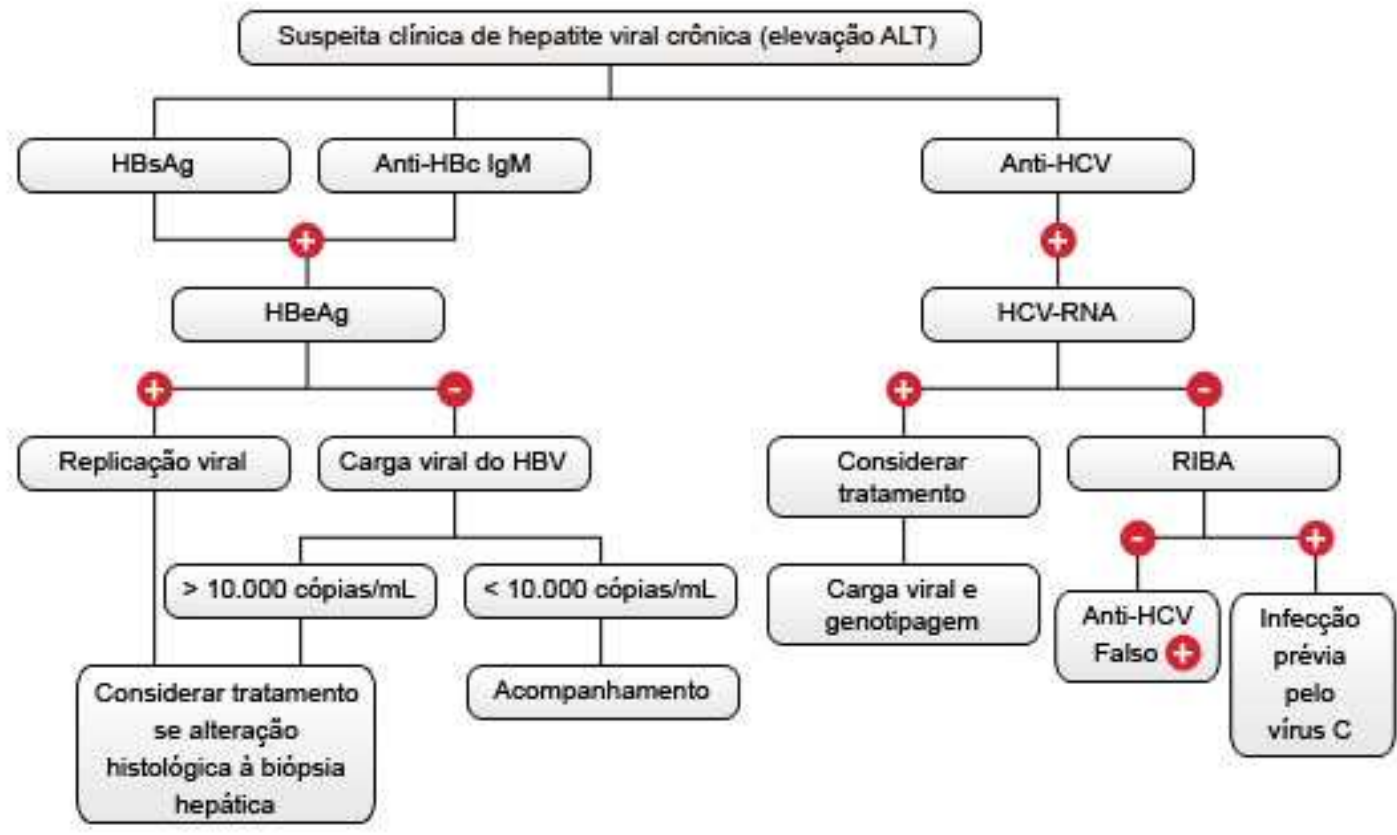 Suspeita clínica de hepatite viral crônica (elevação ALT)
HBsAg
Anti-HBc IgM
Anti-HCV
+
+
HBeAg
HCV-RNA
+
-
+
-
Replicação viral
Carga viral do HBV
Considerar
tratamento
RIBA
-
+
> 10.000 cópias/mL
< 10.000 cópias/mL
Carga viral e
genotipagem
Anti-HCV
Falso +
Infecção
prévia
pelo
vírus C
Considerar tratamento
se alteração
histológica à biópsia
hepática
Acompanhamento